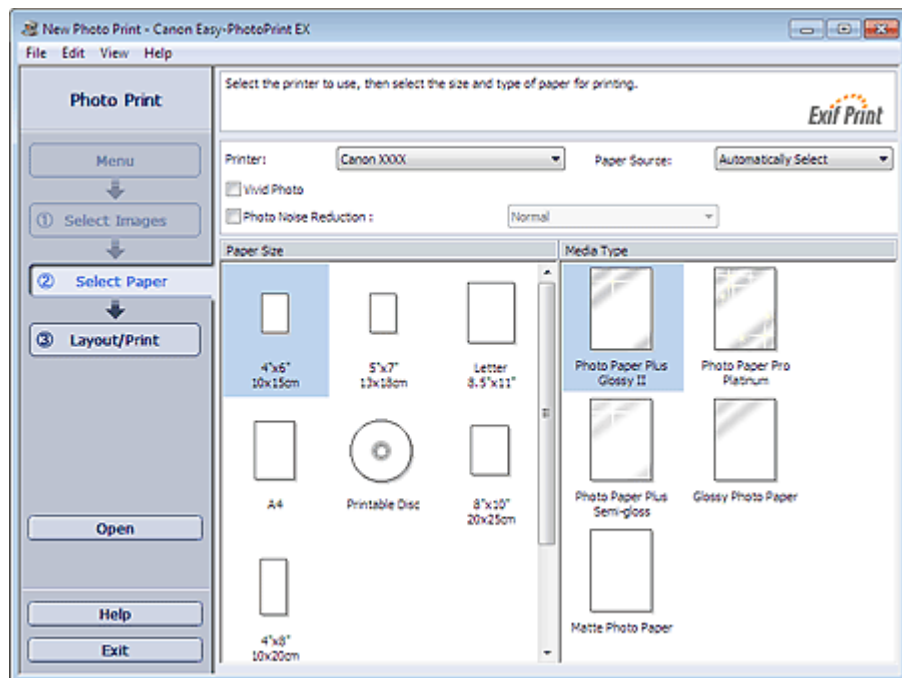 New Photo Print - Canon Easy-PhotoPrint EX
File Edit View Help
Photo Print
Select the printer to use, then select the size and type of paper for printing.
Exif Print
Menu
Printer: Canon XXXX Paper Source: Automatically Select
Vivid Photo
① Select Images
Photo Noise Reduction : Normal
Paper Size Media Type
② Select Paper
③ Layout/Print
4"x6"
10x15cm
5"x7"
13x18cm
Letter
8.5"x11"
Photo Paper Plus
Glossy II
Photo Paper Pro
Platinum
A4
Printable Disc
8"x10"
20x25cm
Photo Paper Plus
Semi-gloss
Glossy Photo Paper
Open
4"x8"
10x20cm
Matte Photo Paper
Help
Exit